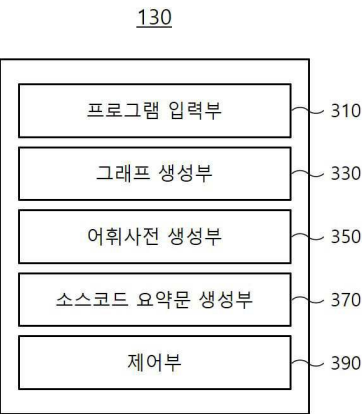 130
프로그램 입력부 310
그래프 생성부 330
어휘사전 생성부 350
소스코드 요약문 생성부 370
제어부 390